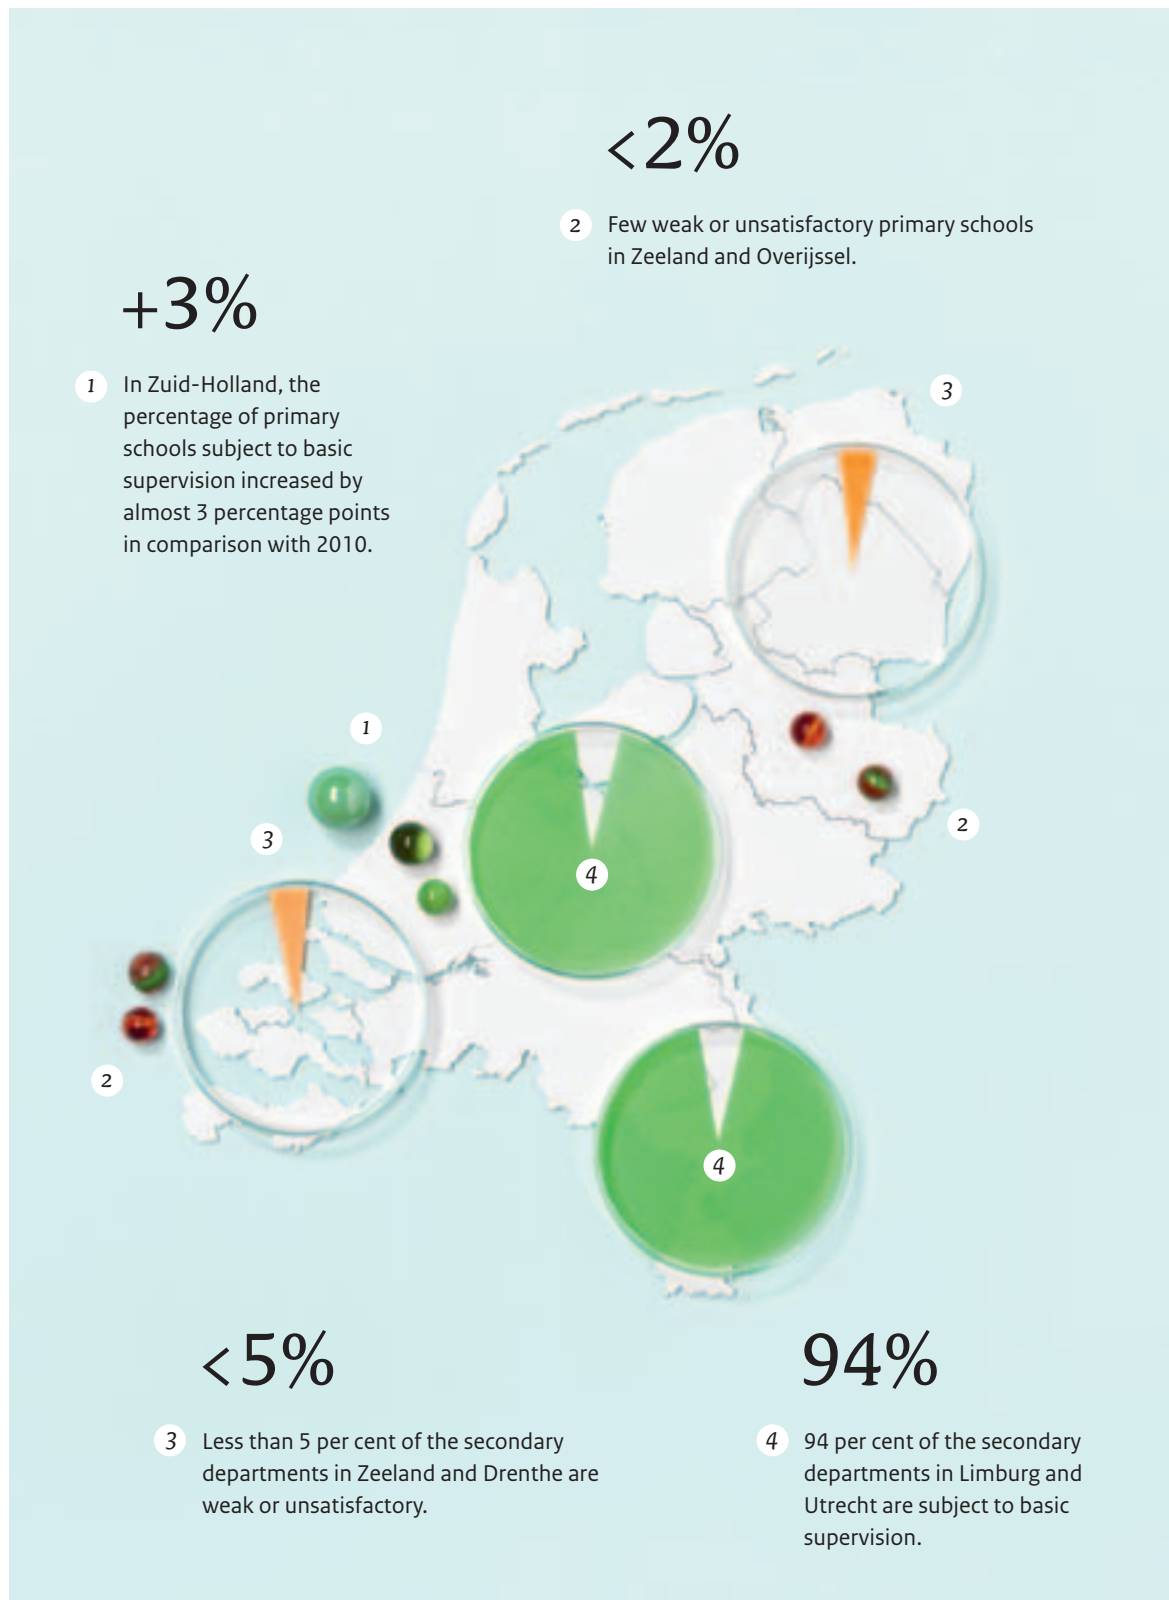 <2%
2 Few weak or unsatisfactory primary schools
in Zeeland and Overijssel.
+3%
1 In Zuid-Holland, the
percentage of primary
schools subject to basic
supervision increased by
almost 3 percentage points
in comparison with 2010.
3
1
2
3
4
2
4
<5%
3 Less than 5 per cent of the secondary
departments in Zeeland and Drenthe are
weak or unsatisfactory.
94%
4 94 per cent of the secondary
departments in Limburg and
Utrecht are subject to basic
supervision.